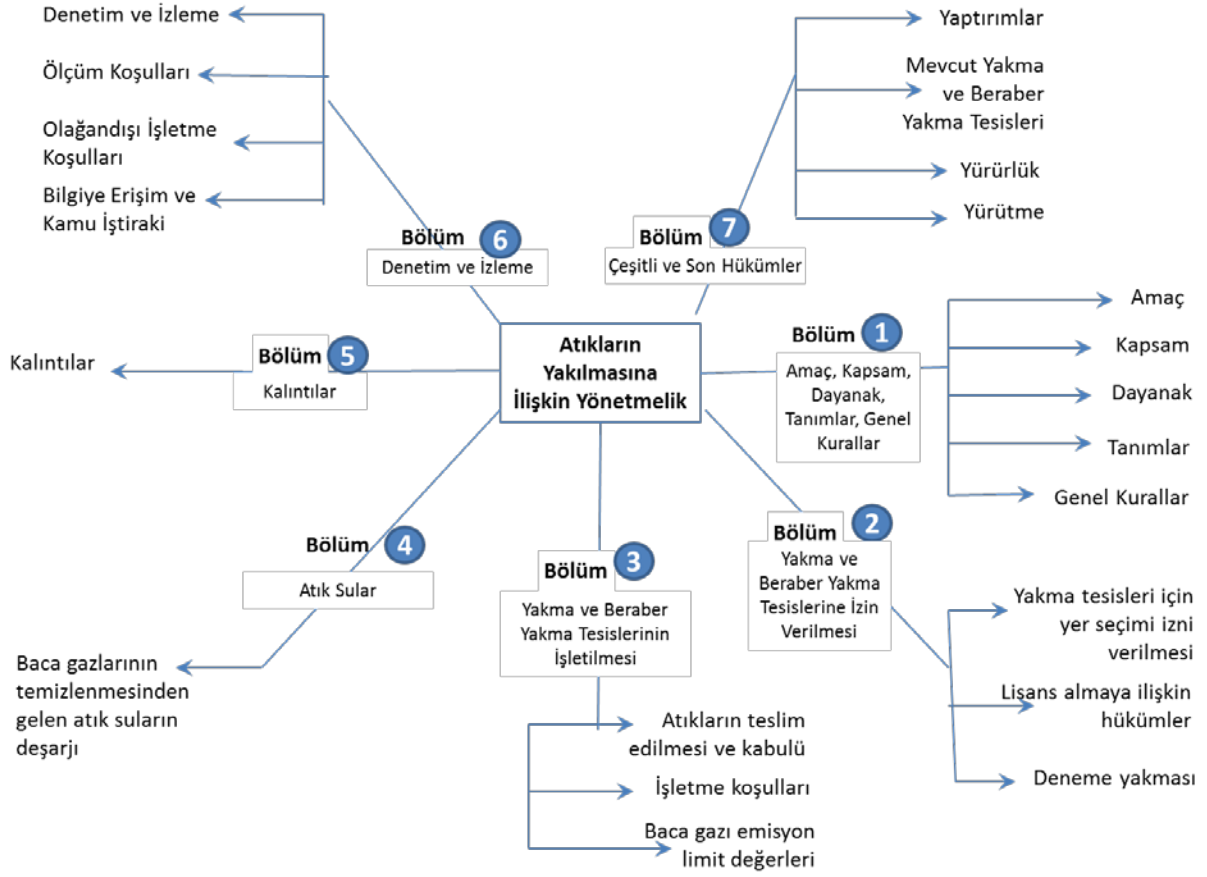 Denetim ve İzleme
Ölçüm Koşulları
Olağandışı İşletme
Koşulları
Bilgiye Erişim ve
Kamu İştiraki
Bölüm 6
Denetim ve İzleme
Yaptırımlar
Mevcut Yakma
ve Beraber
Yakma Tesisleri
Yürürlük
Yürütme
Bölüm 7
Çeşitli ve Son Hükümler
Atıkların
Yakılmasına
İlişkin Yönetmelik
Bölüm 1
Amaç, Kapsam,
Dayanak,
Tanımlar, Genel
Kurallar
Amaç
Kapsam
Dayanak
Tanımlar
Genel Kurallar
Bölüm 2
Yakma ve
Beraber Yakma
Tesislerine İzin
Verilmesi
Yakma tesisleri için
yer seçimi izni
verilmesi
Lisans almaya ilişkin
hükümler
Deneme yakması
Bölüm 3
Yakma ve Beraber
Yakma Tesislerinin
İşletilmesi
Atıkların teslim
edilmesi ve kabulü
İşletme koşulları
Baca gazı emisyon
limit değerleri
Bölüm 4
Atık Sular
Baca gazlarının
temizlenmesinden
gelen atık suların
deşarjı
Bölüm 5
Kalıntılar
Kalıntılar